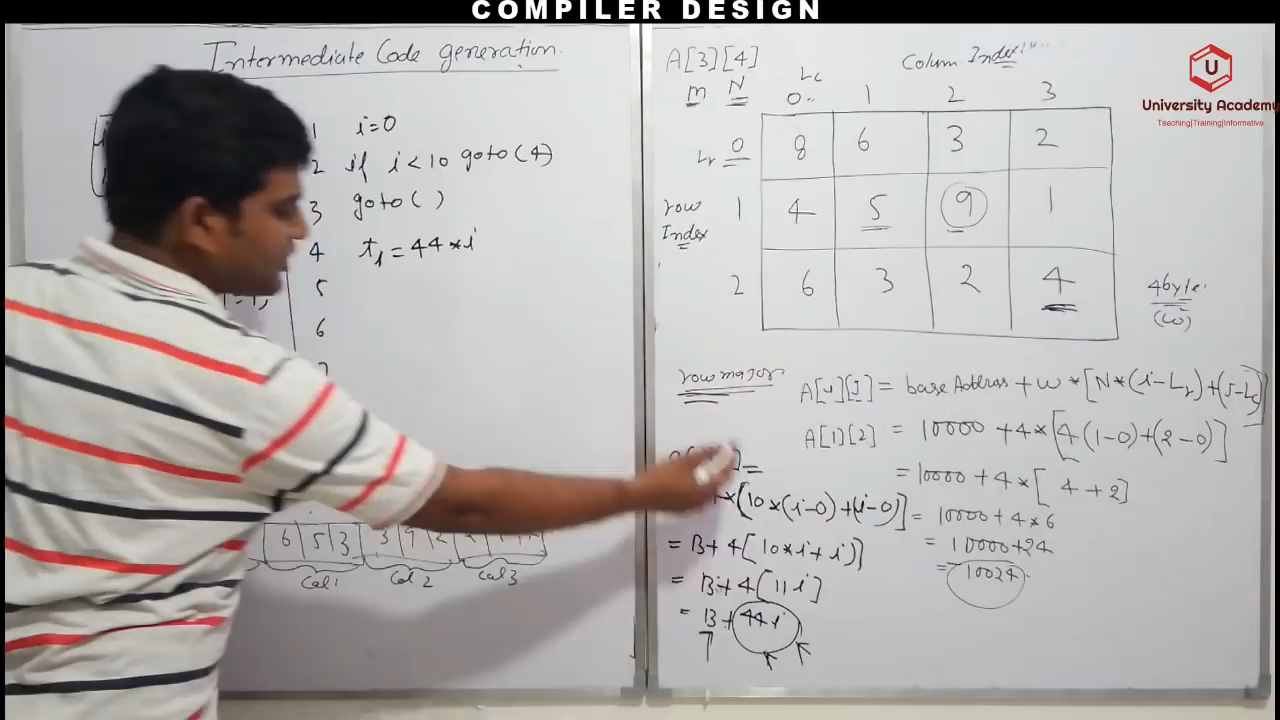 COMPILER DESIGN
Intermediate Code generation
1 i=0
2 if i<10 goto (4)
3 goto ( )
4 t1 = 44*i
5
6
6 5 3 3 9 2
Col1 Col 2 Col 3
A[3][4]
m N
Colum Index
Lc
0 1 2 3
Lr 0 8 6 3 2
row Index
1 4 5 9 1
2 6 3 2 4
4byte
(w)
University Academy
Teaching|Training|Informative
row major
A[i][J] = base Address + w * [N*(i-Lr)+(J-Lc)]
A[1][2] = 10000 + 4*[4(1-0)+(2-0)]
= 10000 + 4*[4+2]
= 10000 + 4*6
= 10000+24
= 10024
=
*[10*(i-0)+(i-0)]
= B+4[10*i+i]
= B+4[11i]
= B+44i